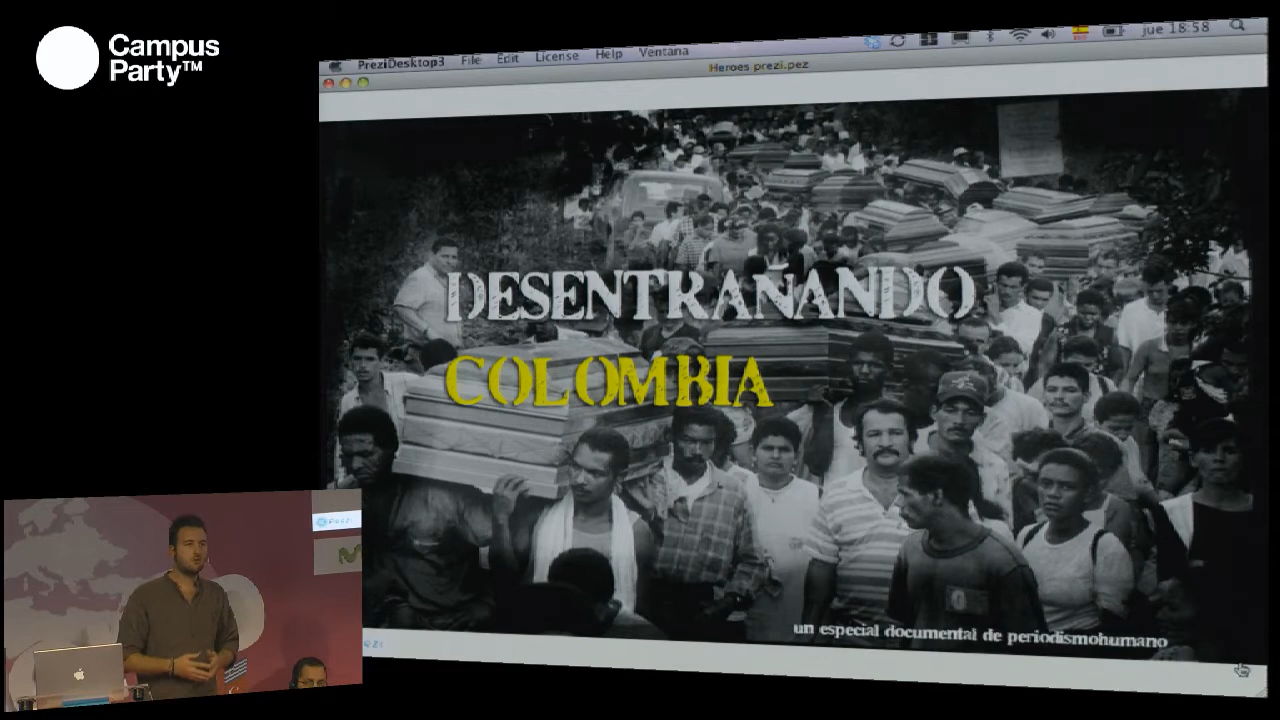 Campus
Party™
PreziDesktop3 File Edit License Help Ventana
jue 18:58
Heroes.prezi.pez
DESENTRAÑANDO
COLOMBIA
un especial documental de periodismohumano
Prezi